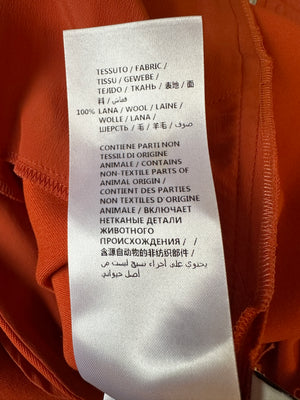 TESSUTO / FABRIC /
TISSU / GEWEBE /
TEJIDO / ТКАНЬ / 表地 / 面
料 / قماش /
100% LANA / WOOL / LAINE /
WOLLE / LANA /
ШЕРСТЬ / 毛 / 羊毛 / صوف
CONTIENE PARTI NON
TESSILI DI ORIGINE
ANIMALE / CONTAINS
NON-TEXTILE PARTS OF
ANIMAL ORIGIN /
CONTIENT DES PARTIES
NON TEXTILES D'ORIGINE
ANIMALE / ВКЛЮЧАЕТ
НЕТКАНЫЕ ДЕТАЛИ
ЖИВОТНОГО
ПРОИСХОЖДЕНИЯ / /
含源自动物的非纺织部件 /
يحتوي على أجزاء نسيج ليست من
أصل حيواني